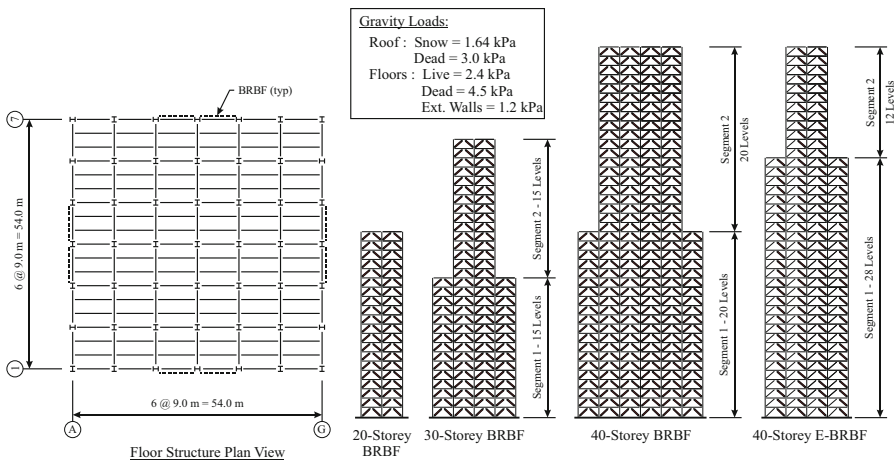 Gravity Loads:
Roof : Snow = 1.64 kPa
Dead = 3.0 kPa
Floors : Live = 2.4 kPa
Dead = 4.5 kPa
Ext. Walls = 1.2 kPa
BRBF (typ)
7
6 @ 9.0 m = 54.0 m
1
6 @ 9.0 m = 54.0 m
A
G
Floor Structure Plan View
20-Storey
BRBF
Segment 2 - 15 Levels
Segment 1 - 15 Levels
30-Storey BRBF
Segment 2
20 Levels
Segment 1 - 20 Levels
40-Storey BRBF
Segment 2
12 Levels
Segment 1 - 28 Levels
40-Storey E-BRBF